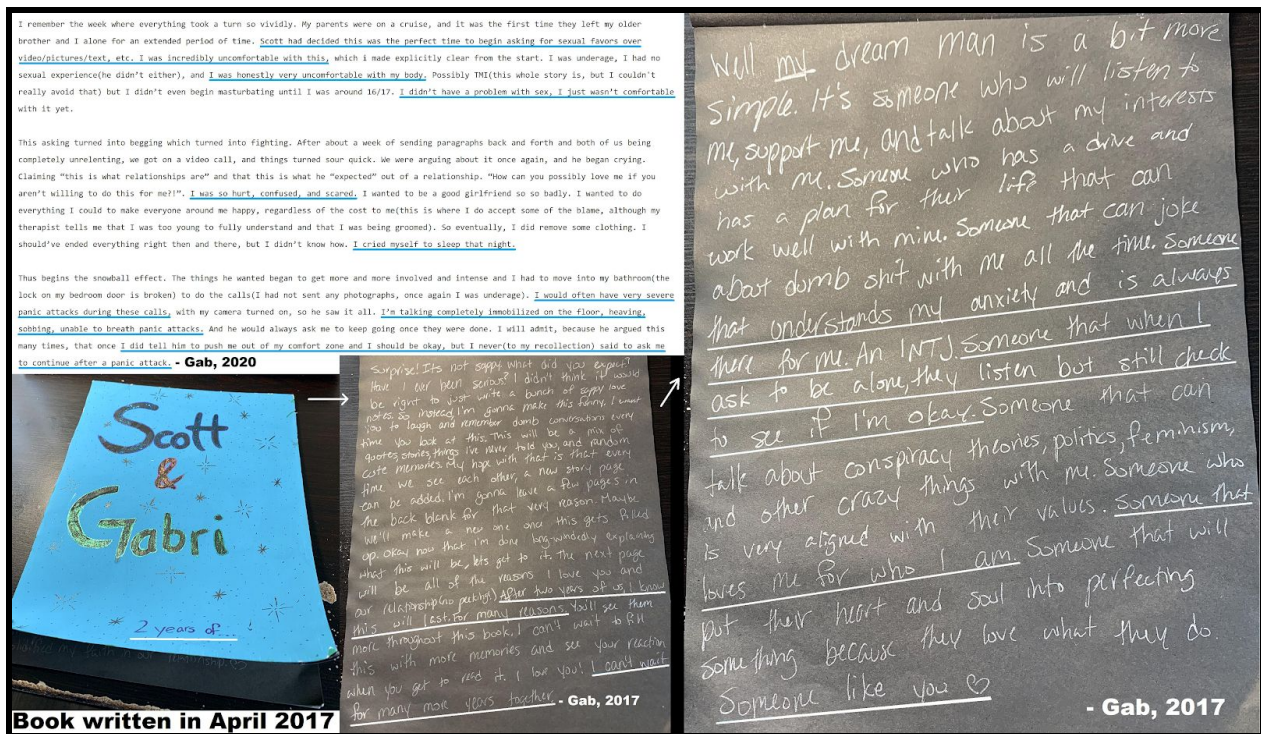 I remember the week where everything took a turn so vividly. My parents were on a cruise, and it was the first time they left my older
brother and I alone for an extended period of time. Scott had decided this was the perfect time to begin asking for sexual favors over
video/pictures/text, etc. I was incredibly uncomfortable with this, which i made explicitly clear from the start. I was underage, I had no
sexual experience(he didn't either), and I was honestly very uncomfortable with my body. Possibly TMI(this whole story is, but I couldn't
really avoid that) but I didn't even begin masturbating until I was around 16/17. I didn't have a problem with sex, I just wasn't comfortable
with it yet.
This asking turned into begging which turned into fighting. After about a week of sending paragraphs back and forth and both of us being
completely unrelenting, we got on a video call, and things turned sour quick. We were arguing about it once again, and he began crying.
Claiming "this is what relationships are" and that this is what he "expected" out of a relationship. "How can you possibly love me if you
aren't willing to do this for me?!". I was so hurt, confused, and scared. I wanted to be a good girlfriend so so badly. I wanted to do
everything I could to make everyone around me happy, regardless of the cost to me(this is where I do accept some of the blame, although my
therapist tells me that I was too young to fully understand and that I was being groomed). So eventually, I did remove some clothing. I
should've ended everything right then and there, but I didn't know how. I cried myself to sleep that night.
Thus begins the snowball effect. The things he wanted began to get more and more involved and intense and I had to move into my bathroom(the
lock on my bedroom door is broken) to do the calls(I had not sent any photographs, once again I was underage). I would often have very severe
panic attacks during these calls, with my camera turned on, so he saw it all. I'm talking completely immobilized on the floor, heaving,
sobbing, unable to breath panic attacks. And he would always ask me to keep going once they were done. I will admit, because he argued this
many times, that once I did tell him to push me out of my comfort zone and I should be okay, but I never(to my recollection) said to ask me
to continue after a panic attack. - Gab, 2020
Scott
&
Gabri
2 years of...
Book written in April 2017
Surprise! Its not sappy. What did you expect?
Have I ever been serious? I didn't think it would
be right to just write a bunch of sappy love
notes. So instead, I'm gonna make this funny. I want
you to laugh and remember dumb conversations every
time you look at this. This will be a mix of
quotes, stories, things I've never told you, and random
cute memories. My hope with that is that every
time we see each other, a new story page
can be added. I'm gonna leave a few pages in
the back blank for that very reason. Maybe
we'll make a new one once this gets filled
up. Okay now that I'm done long-windedly explaining
what this will be, lets get to it. The next page
will be all of the reasons I love you and
our relationship(no peeking!) After two years of us, I know
this will last. For many reasons. You'll see them
more throughout this book. I can't wait to fill
this with more memories and see your reaction
when you get to read it. I love you! I can't wait
for many more years together. - Gab, 2017
Well my dream man is a bit more
simple. It's someone who will listen to
me, support me, and talk about my interests
with me. Someone who has a drive and
has a plan for their life that can
work well with mine. Someone that can joke
about dumb shit with me all the time. Someone
that understands my anxiety and is always
there for me. An INTJ. Someone that when I
ask to be alone, they listen but still check
to see if I'm okay. Someone that can
talk about conspiracy theories, politics, feminism,
and other crazy things with me. Someone who
is very aligned with their values. Someone that
loves me for who I am. Someone that will
put their heart and soul into perfecting
something because they love what they do.
Someone like you ♡
- Gab, 2017